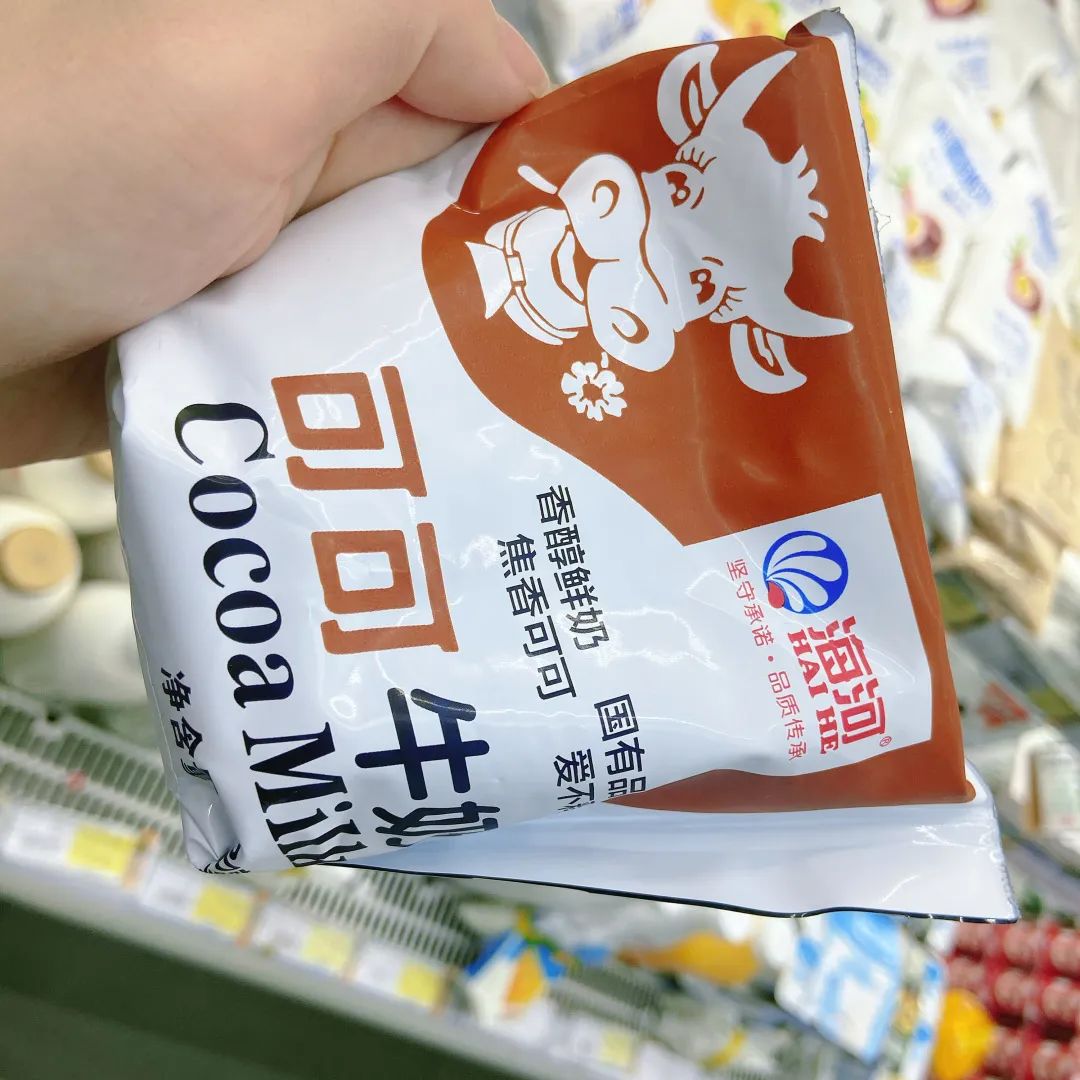 海河®
HAI HE
坚守承诺·品质传承
国有品
爱不
香醇鲜奶
焦香可可
可可牛奶
Cocoa Milk
净含